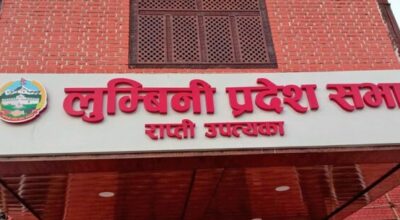 लुम्बिनी प्रदेश सभा
राप्ती उपत्यका